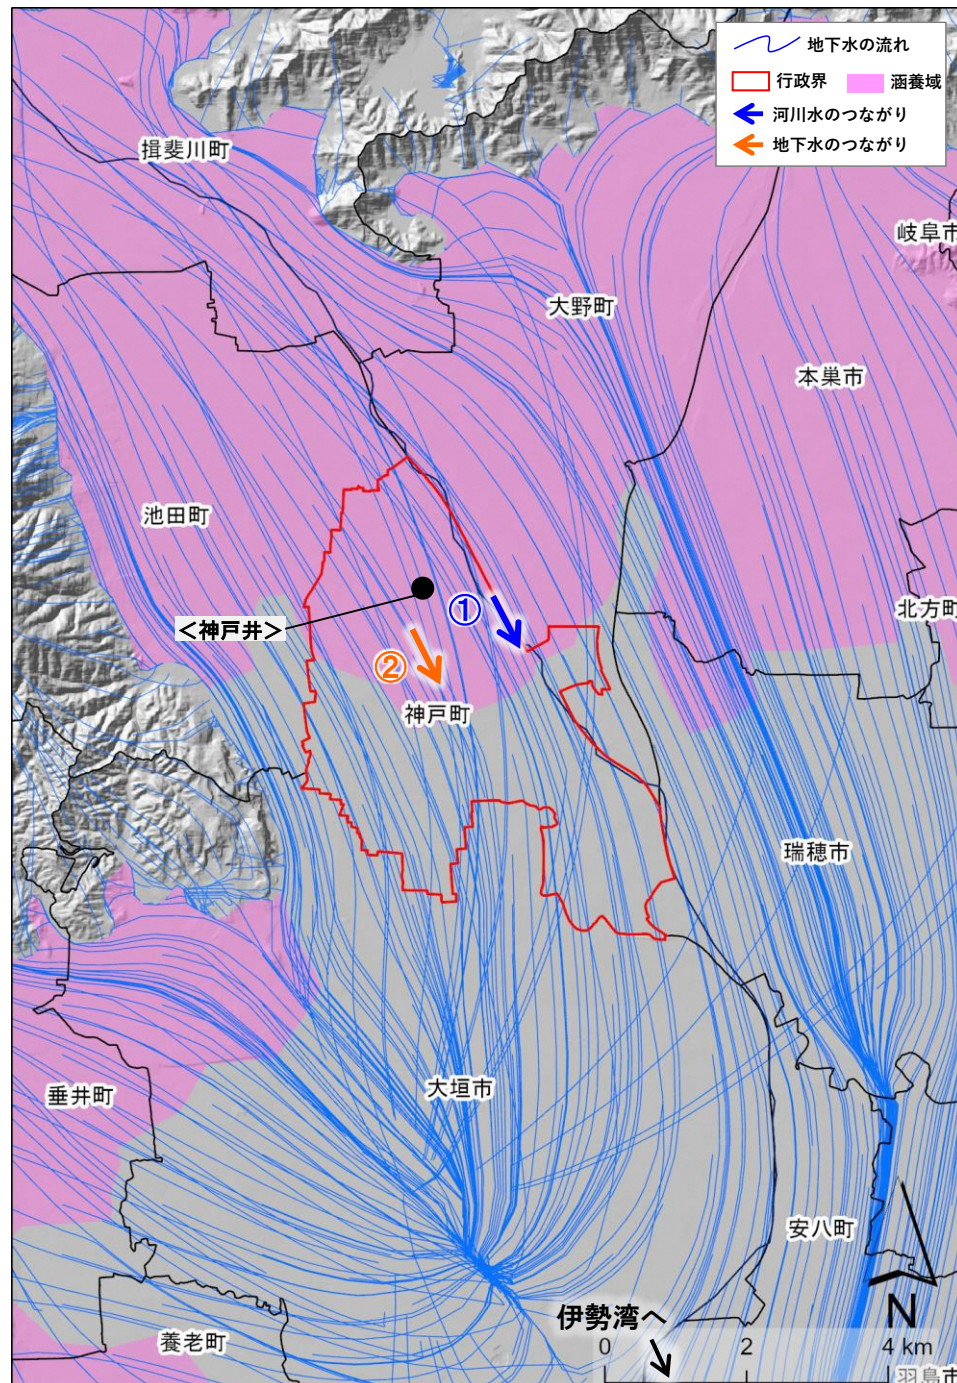 地下水の流れ
行政界 涵養域
河川水のつながり
地下水のつながり
揖斐川町
岐阜市
大野町
本巣市
池田町
北方町
＜神戸井＞
①
②
神戸町
瑞穂市
大垣市
垂井町
安八町
伊勢湾へ
N
養老町
0 2 4 km
羽島市